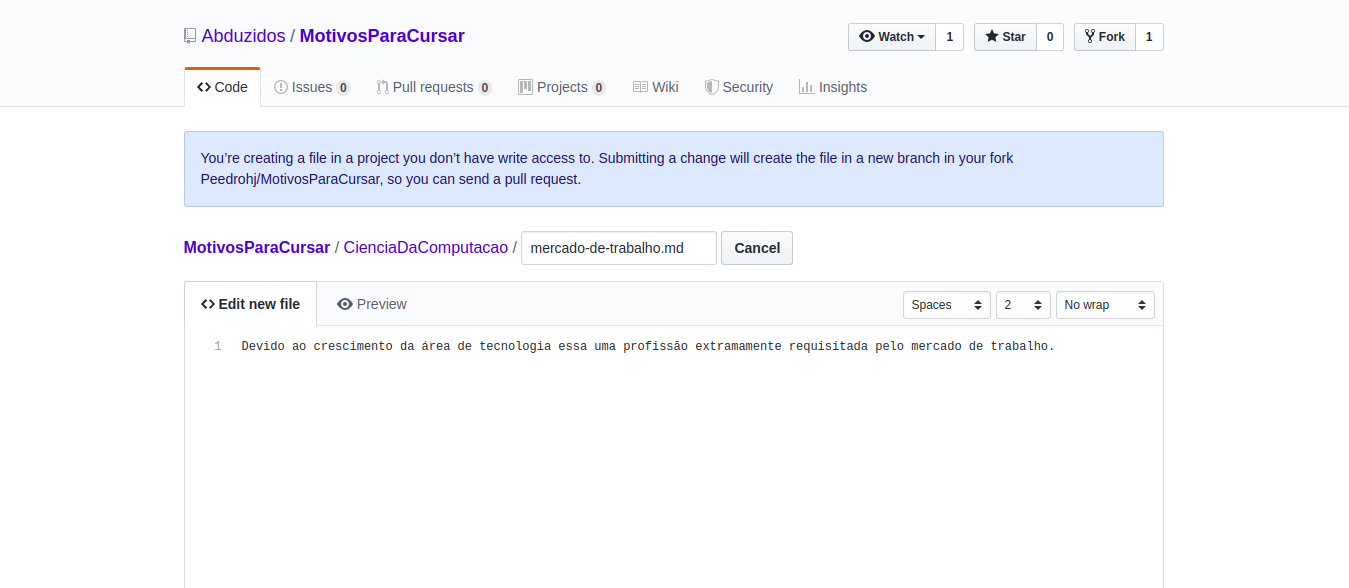 Abduzidos / MotivosParaCursar
Watch 1 Star 0 Fork 1
Code Issues 0 Pull requests 0 Projects 0 Wiki Security Insights
You’re creating a file in a project you don’t have write access to. Submitting a change will create the file in a new branch in your fork
Peedrohj/MotivosParaCursar, so you can send a pull request.
MotivosParaCursar / CienciaDaComputacao / mercado-de-trabalho.md Cancel
Edit new file Preview Spaces 2 No wrap
1 Devido ao crescimento da área de tecnologia essa uma profissão extramamente requisitada pelo mercado de trabalho.